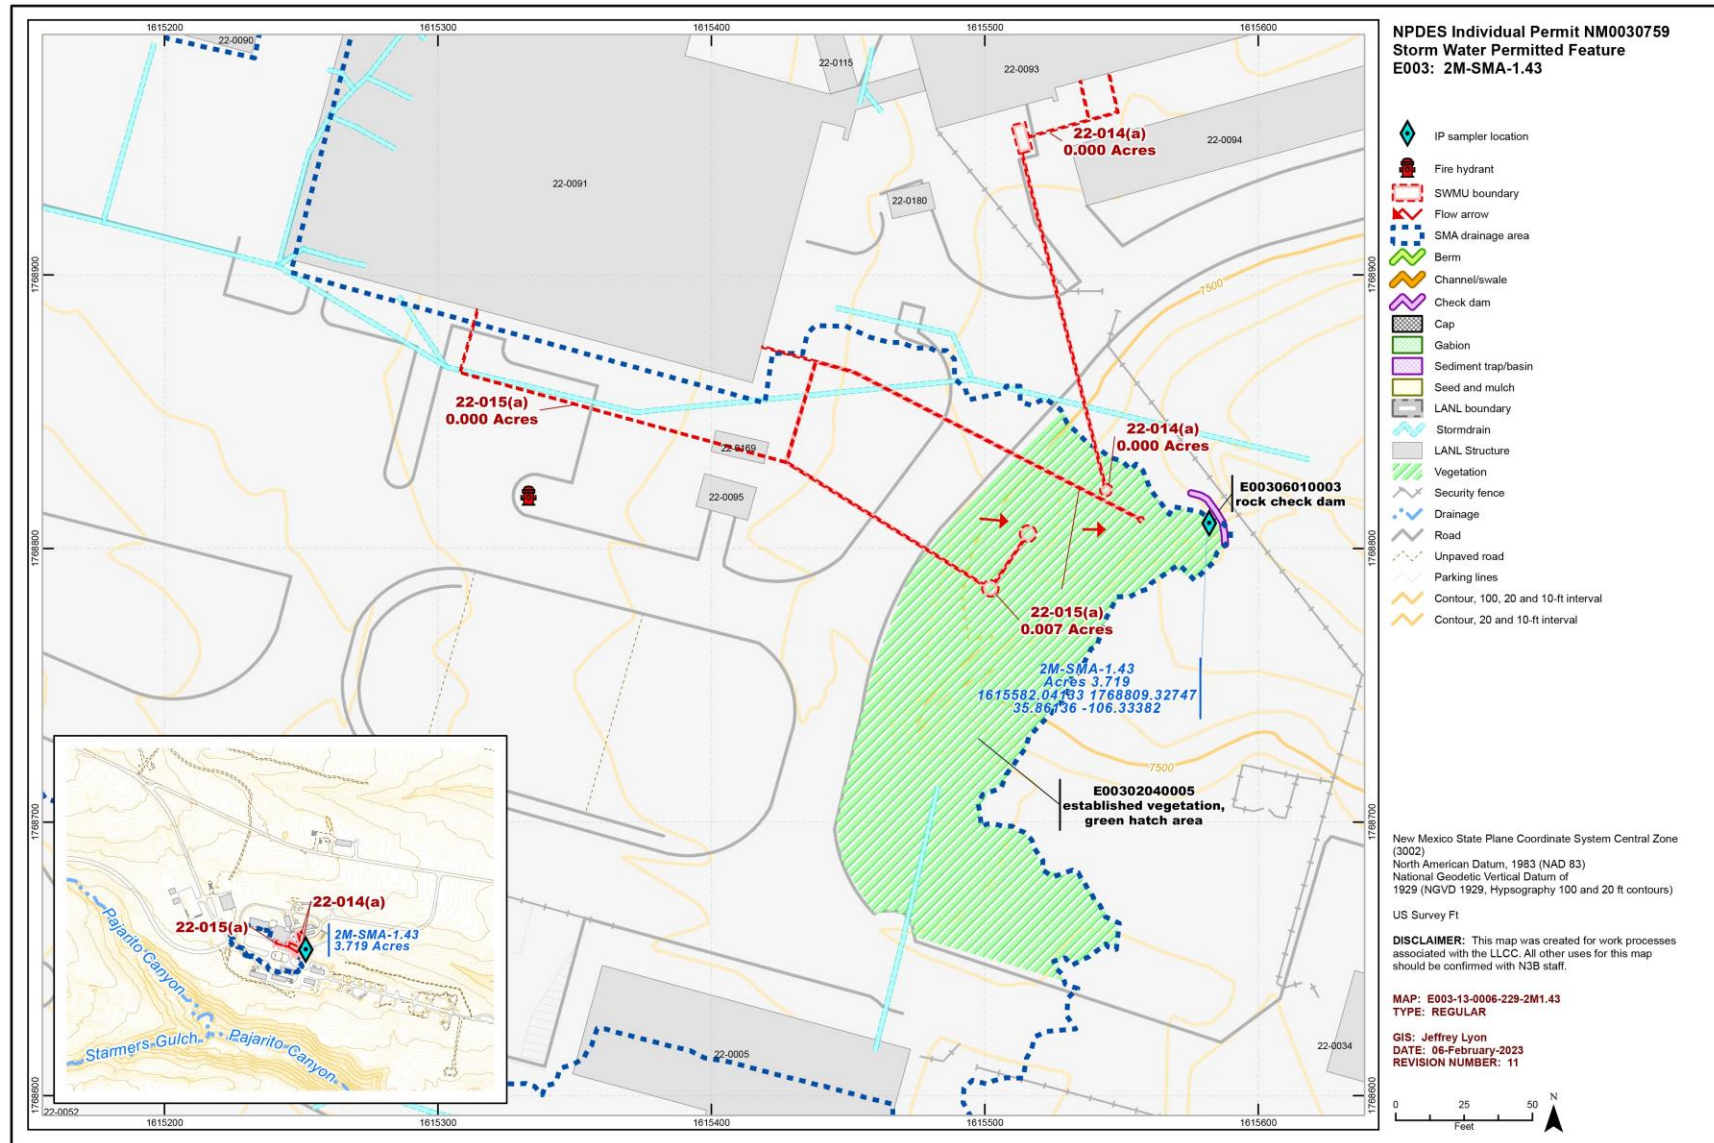 NPDES Individual Permit NM0030759
Storm Water Permitted Feature
E003: 2M-SMA-1.43
IP sampler location
Fire hydrant
SWMU boundary
Flow arrow
SMA drainage area
Berm
Channel/swale
Check dam
Cap
Gabion
Sediment trap/basin
Seed and mulch
LANL boundary
Stormdrain
LANL Structure
Vegetation
Security fence
Drainage
Road
Unpaved road
Parking lines
Contour, 100, 20 and 10-ft interval
Contour, 20 and 10-ft interval
New Mexico State Plane Coordinate System Central Zone
(3002)
North American Datum, 1983 (NAD 83)
National Geodetic Vertical Datum of
1929 (NGVD 1929, Hypsography 100 and 20 ft contours)
US Survey Ft
DISCLAIMER: This map was created for work processes
associated with the LLCC. All other uses for this map
should be confirmed with N3B staff.
MAP: E003-13-0006-229-2M1.43
TYPE: REGULAR
GIS: Jeffrey Lyon
DATE: 06-February-2023
REVISION NUMBER: 11
0 25 50
Feet
N
1615200 1615300 1615400 1615500 1615600
22-0090
22-0115
22-0093
22-0094
22-0091
22-0180
22-014(a)
0.000 Acres
1768900
1768900
7500
22-015(a)
0.000 Acres
22-0169
22-0095
22-014(a)
0.000 Acres
E00306010003
rock check dam
1768800
1768800
22-015(a)
0.007 Acres
2M-SMA-1.43
Acres 3.719
1615582.04133 1768809.32747
35.86136 -106.33382
7500
E00302040005
established vegetation,
green hatch area
1768700
1768700
22-014(a)
22-015(a)
2M-SMA-1.43
3.719 Acres
Pajarito Canyon
Starmers Gulch
Pajarito Canyon
22-0005
22-0034
1768600
1768600
22-0052
1615200 1615300 1615400 1615500 1615600